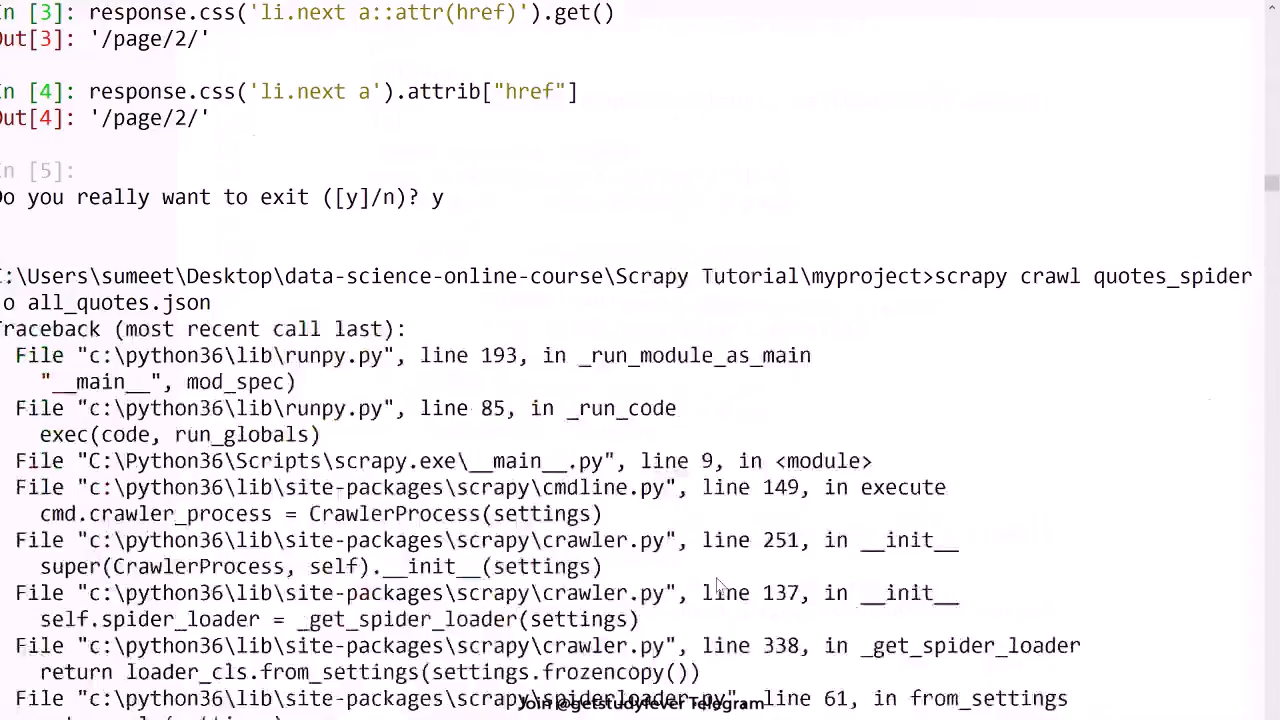 In [3]: response.css('li.next a::attr(href)').get()
Out[3]: '/page/2/'
In [4]: response.css('li.next a').attrib["href"]
Out[4]: '/page/2/'
In [5]:
Do you really want to exit ([y]/n)? y
:\Users\sumeet\Desktop\data-science-online-course\Scrapy Tutorial\myproject>scrapy crawl quotes_spider
o all_quotes.json
Traceback (most recent call last):
File "c:\python36\lib\runpy.py", line 193, in _run_module_as_main
"__main__", mod_spec)
File "c:\python36\lib\runpy.py", line 85, in _run_code
exec(code, run_globals)
File "C:\Python36\Scripts\scrapy.exe\__main__.py", line 9, in <module>
File "c:\python36\lib\site-packages\scrapy\cmdline.py", line 149, in execute
cmd.crawler_process = CrawlerProcess(settings)
File "c:\python36\lib\site-packages\scrapy\crawler.py", line 251, in __init__
super(CrawlerProcess, self).__init__(settings)
File "c:\python36\lib\site-packages\scrapy\crawler.py", line 137, in __init__
self.spider_loader = _get_spider_loader(settings)
File "c:\python36\lib\site-packages\scrapy\crawler.py", line 338, in _get_spider_loader
return loader_cls.from_settings(settings.frozencopy())
File "c:\python36\lib\site-packages\scrapy\spiderloader.py", line 61, in from_settings
Join @getstudyfever Telegram